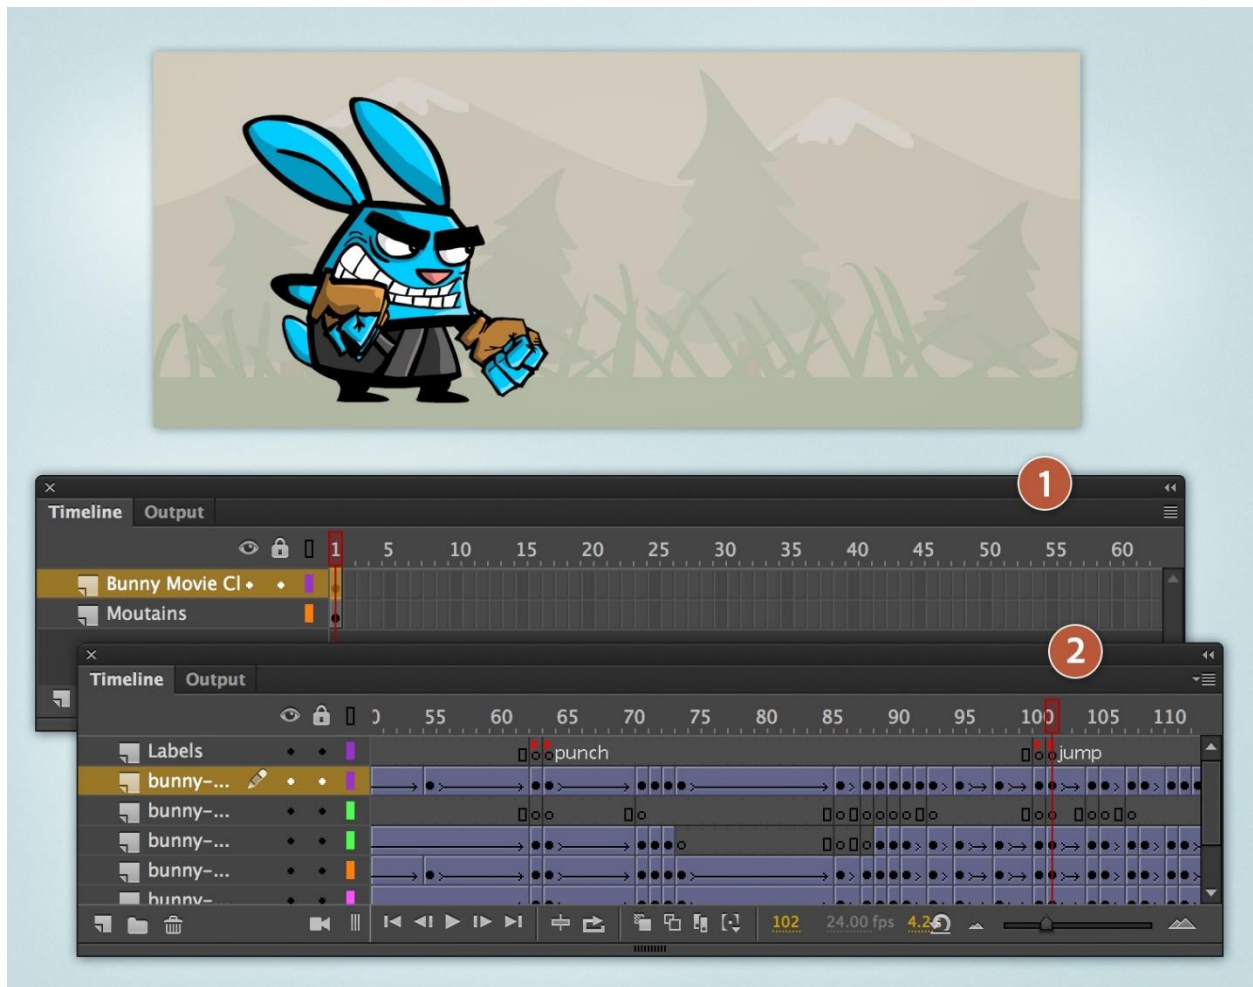 1
Timeline Output
1 5 10 15 20 25 30 35 40 45 50 55 60
Bunny Movie Cl
Moutains
2
Timeline Output
55 60 65 70 75 80 85 90 95 100 105 110
Labels punch jump
bunny-...
bunny-...
bunny-...
bunny-...
bunny-...
102 24.00 fps 4.2